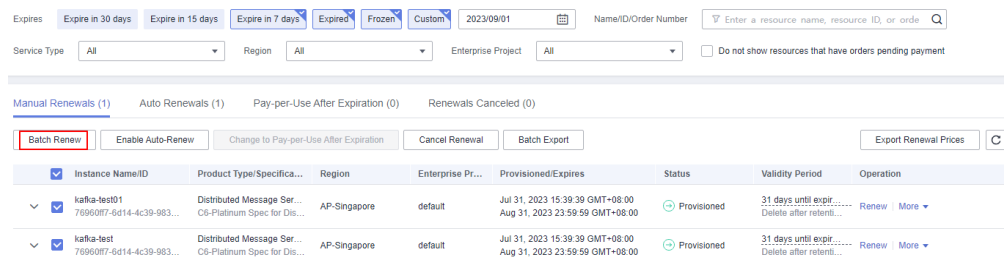 Expires Expire in 30 days Expire in 15 days Expire in 7 days Expired Frozen Custom 2023/09/01 Name/ID/Order Number Enter a resource name, resource ID, or orde
Service Type All Region All Enterprise Project All Do not show resources that have orders pending payment
Manual Renewals (1) Auto Renewals (1) Pay-per-Use After Expiration (0) Renewals Canceled (0)
Batch Renew Enable Auto-Renew Change to Pay-per-Use After Expiration Cancel Renewal Batch Export Export Renewal Prices
Instance Name/ID Product Type/Specifica... Region Enterprise Pr... Provisioned/Expires Status Validity Period Operation
kafka-test01 Distributed Message Ser... AP-Singapore default Jul 31, 2023 15:39:39 GMT+08:00 Provisioned 31 days until expir... Renew More
76960ff7-6d14-4c39-983... C6-Platinum Spec for Dis... Aug 31, 2023 23:59:59 GMT+08:00 Delete after retenti...
kafka-test Distributed Message Ser... AP-Singapore default Jul 31, 2023 15:39:39 GMT+08:00 Provisioned 31 days until expir... Renew More
76960ff7-6d14-4c39-983... C6-Platinum Spec for Dis... Aug 31, 2023 23:59:59 GMT+08:00 Delete after retenti...